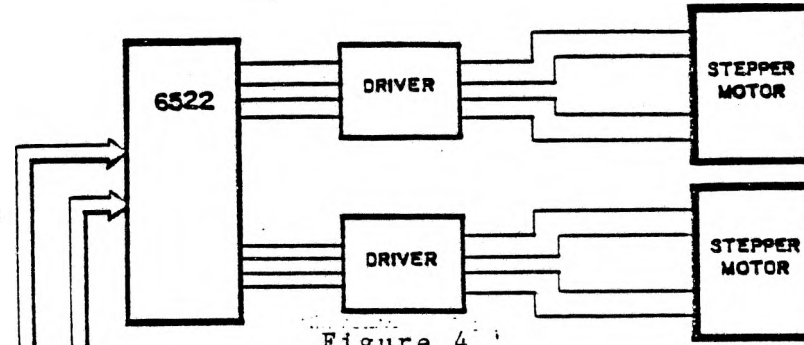 6522
DRIVER
STEPPER
MOTOR
DRIVER
STEPPER
MOTOR
Figure 4